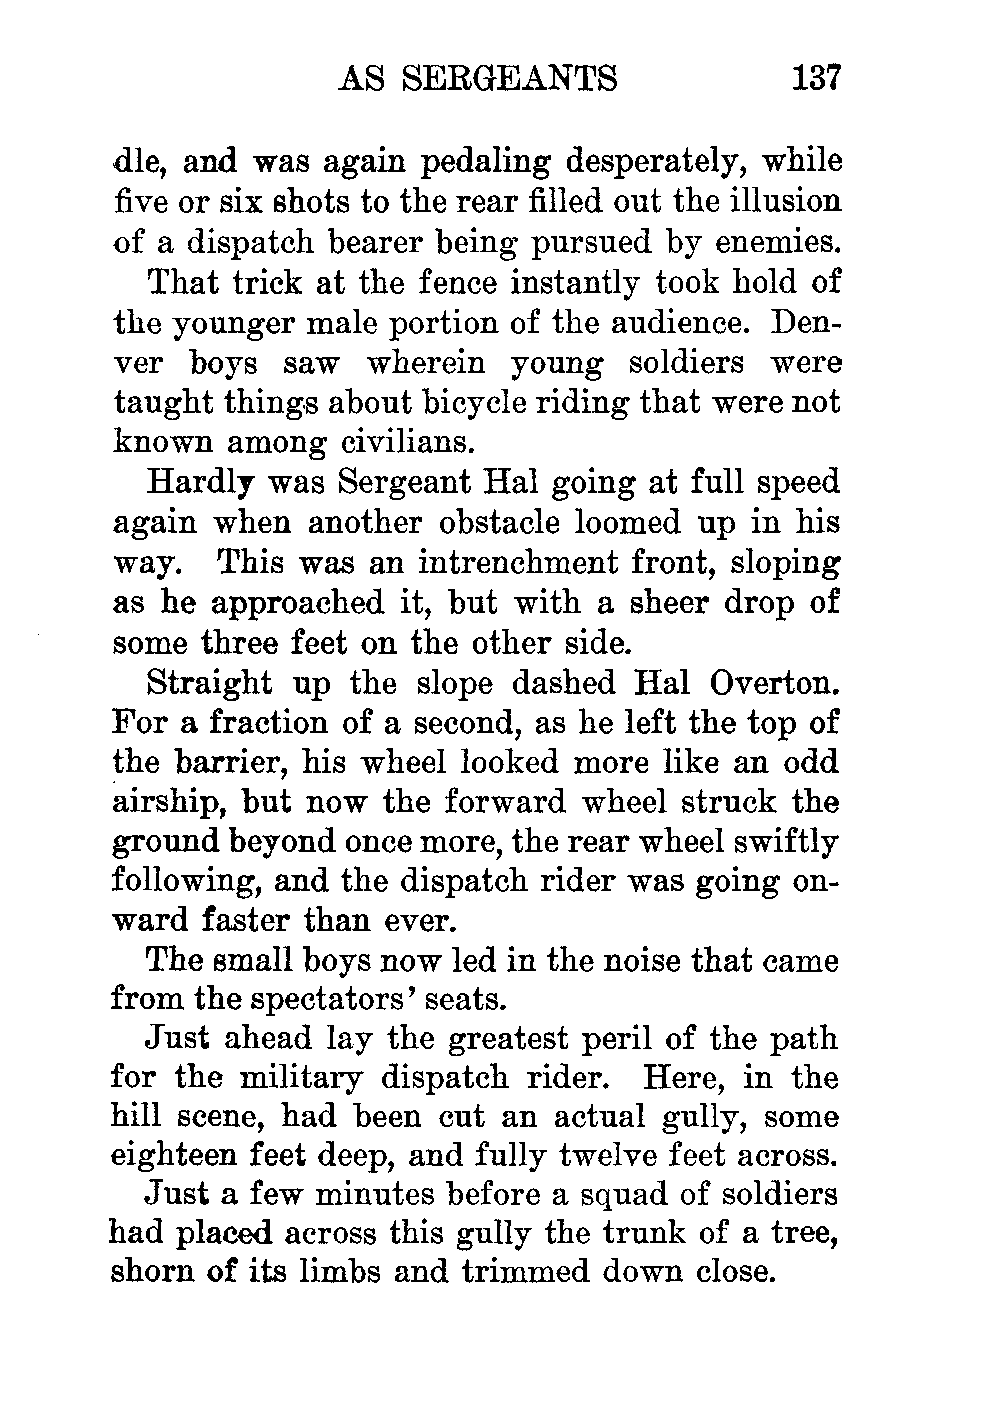 AS SERGEANTS 137
dle, and was again pedaling desperately, while
five or six shots to the rear filled out the illusion
of a dispatch bearer being pursued by enemies.
That trick at the fence instantly took hold of
the younger male portion of the audience. Den-
ver boys saw wherein young soldiers were
taught things about bicycle riding that were not
known among civilians.
Hardly was Sergeant Hal going at full speed
again when another obstacle loomed up in his
way. This was an intrenchment front, sloping
as he approached it, but with a sheer drop of
some three feet on the other side.
Straight up the slope dashed Hal Overton.
For a fraction of a second, as he left the top of
the barrier, his wheel looked more like an odd
airship, but now the forward wheel struck the
ground beyond once more, the rear wheel swiftly
following, and the dispatch rider was going on-
ward faster than ever.
The small boys now led in the noise that came
from the spectators' seats.
Just ahead lay the greatest peril of the path
for the military dispatch rider. Here, in the
hill scene, had been cut an actual gully, some
eighteen feet deep, and fully twelve feet across.
Just a few minutes before a squad of soldiers
had placed across this gully the trunk of a tree,
shorn of its limbs and trimmed down close.